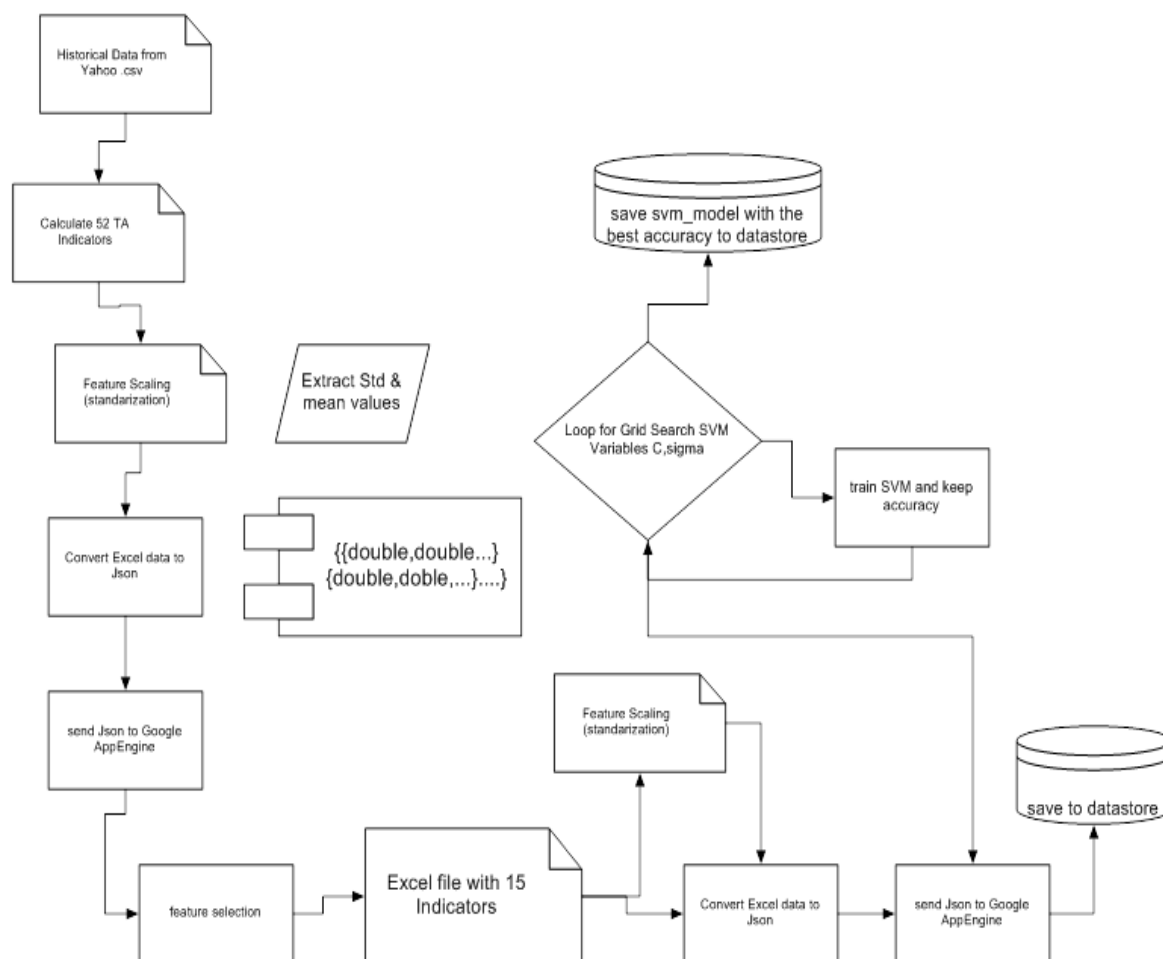 Historical Data from
Yahoo .csv
Calculate 52 TA
Indicators
Feature Scaling
(standarization)
Extract Std &
mean values
Convert Excel data to
Json
{{double,double...}
{double,doble,...}....}
send Json to Google
AppEngine
feature selection
Excel file with 15
Indicators
Feature Scaling
(standarization)
Convert Excel data to
Json
send Json to Google
AppEngine
save to datastore
Loop for Grid Search SVM
Variables C,sigma
train SVM and keep
accuracy
save svm_model with the
best accuracy to datastore